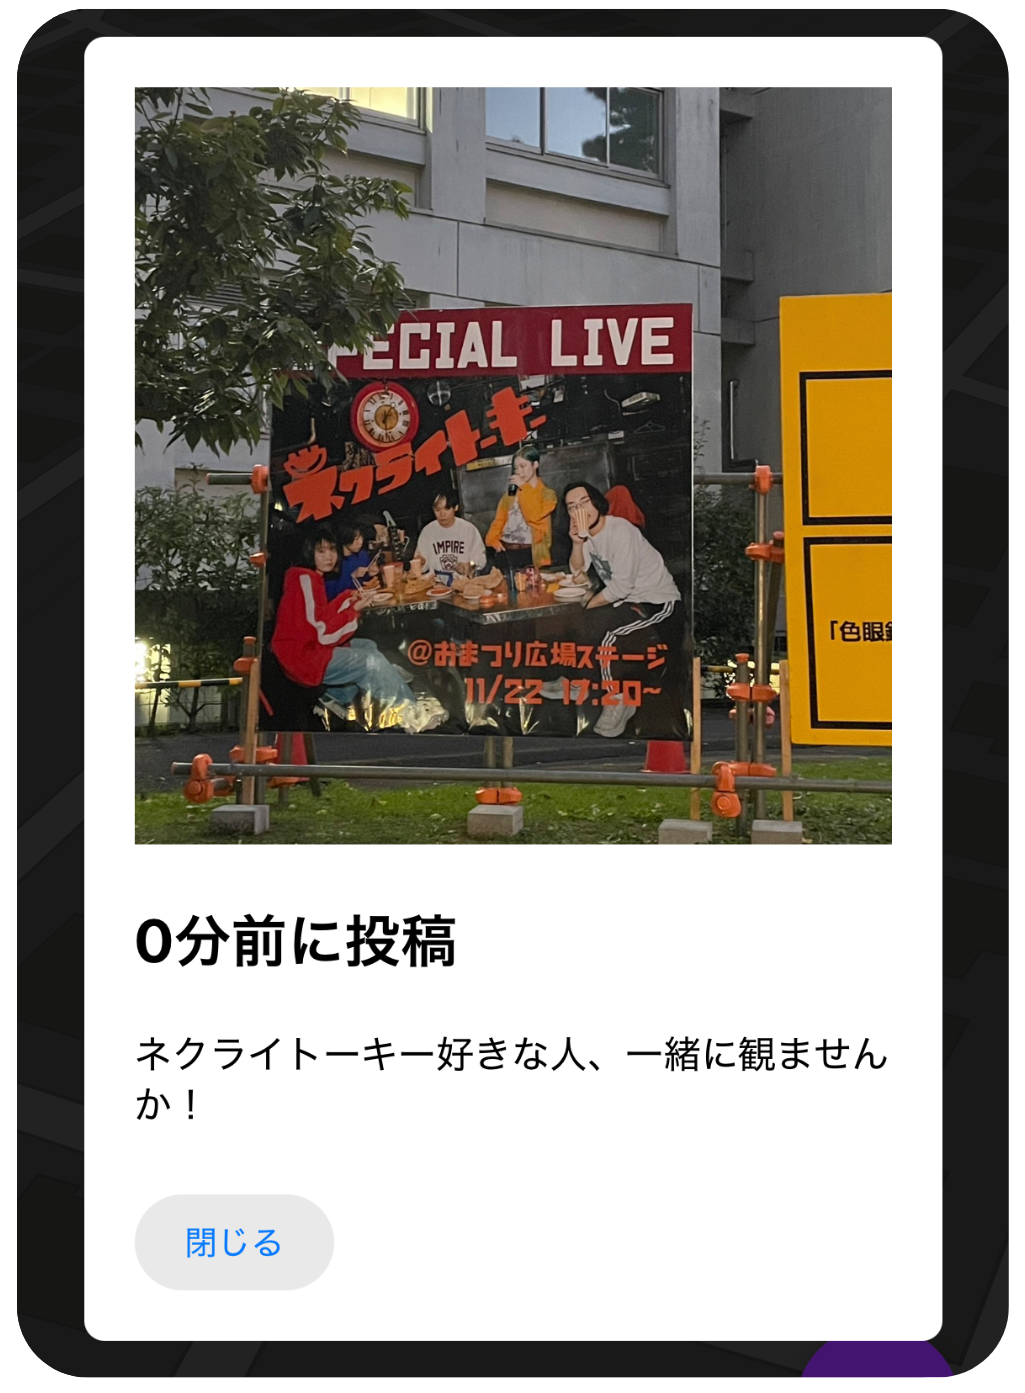 PECIAL LIVE
ネクライトーキー
IMPIRE
@おまつり広場ステージ
11/22 17:20~
「色眼
0分前に投稿
ネクライトーキー好きな人、一緒に観ません
か！
閉じる